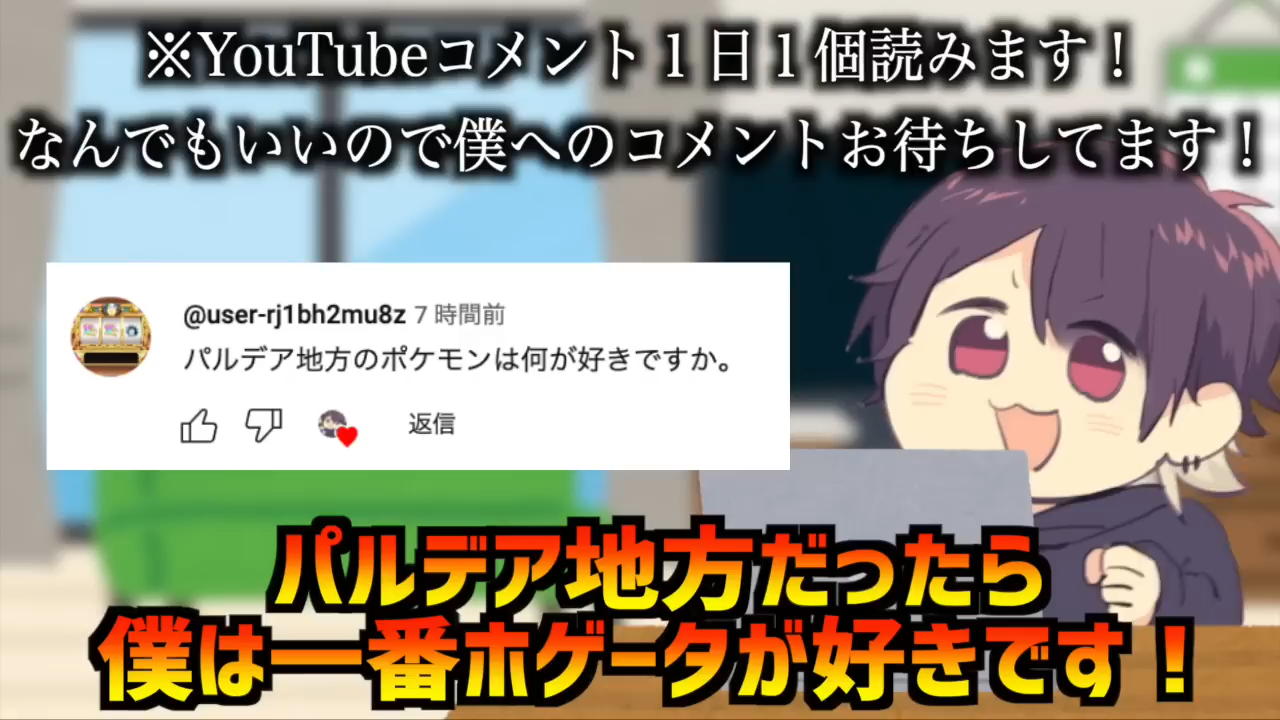 ※YouTubeコメント１日１個読みます！
なんでもいいので僕へのコメントお待ちしてます！
@user-rj1bh2mu8z 7 時間前
パルデア地方のポケモンは何が好きですか。
返信
パルデア地方だったら
僕は一番ホゲータが好きです！